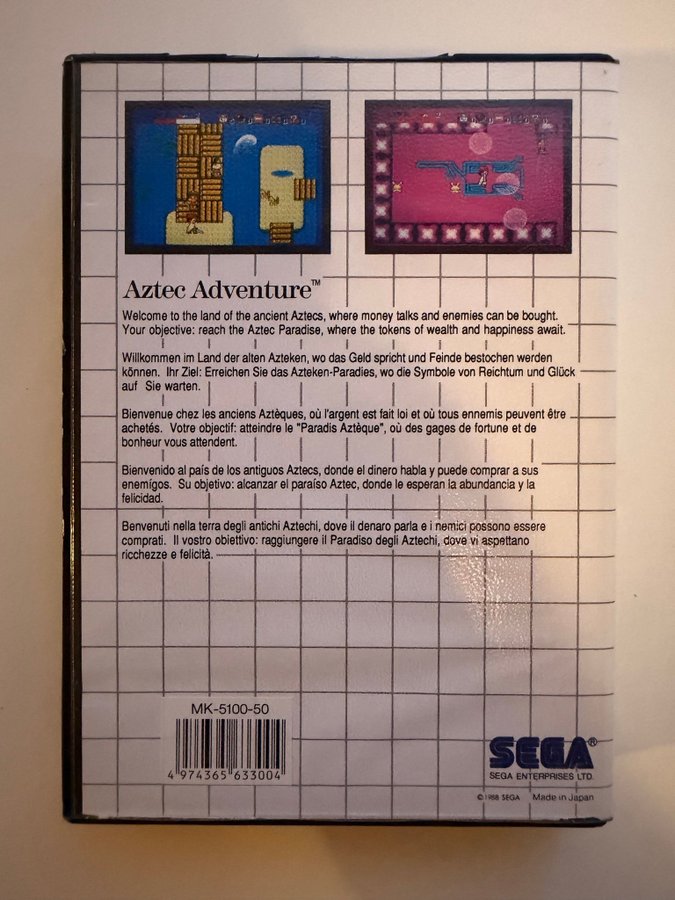 Aztec Adventure™
Welcome to the land of the ancient Aztecs, where money talks and enemies can be bought.
Your objective: reach the Aztec Paradise, where the tokens of wealth and happiness await.
Willkommen im Land der alten Azteken, wo das Geld spricht und Feinde bestochen werden
können. Ihr Ziel: Erreichen Sie das Azteken-Paradies, wo die Symbole von Reichtum und Glück
auf Sie warten.
Bienvenue chez les anciens Aztèques, où l'argent est fait loi et où tous ennemis peuvent être
achetés. Votre objectif: atteindre le "Paradis Aztèque", où des gages de fortune et de
bonheur vous attendent.
Bienvenido al país de los antiguos Aztecs, donde el dinero habla y puede comprar a sus
enemígos. Su objetivo: alcanzar el paraíso Aztec, donde le esperan la abundancia y la
felicidad.
Benvenuti nella terra degli antichi Aztechi, dove il denaro parla e i nemici possono essere
comprati. Il vostro obiettivo: raggiungere il Paradiso degli Aztechi, dove vi aspettano
ricchezze e felicità.
MK-5100-50
4 974365 633004
SEGA®
SEGA ENTERPRISES LTD.
©1988 SEGA Made in Japan